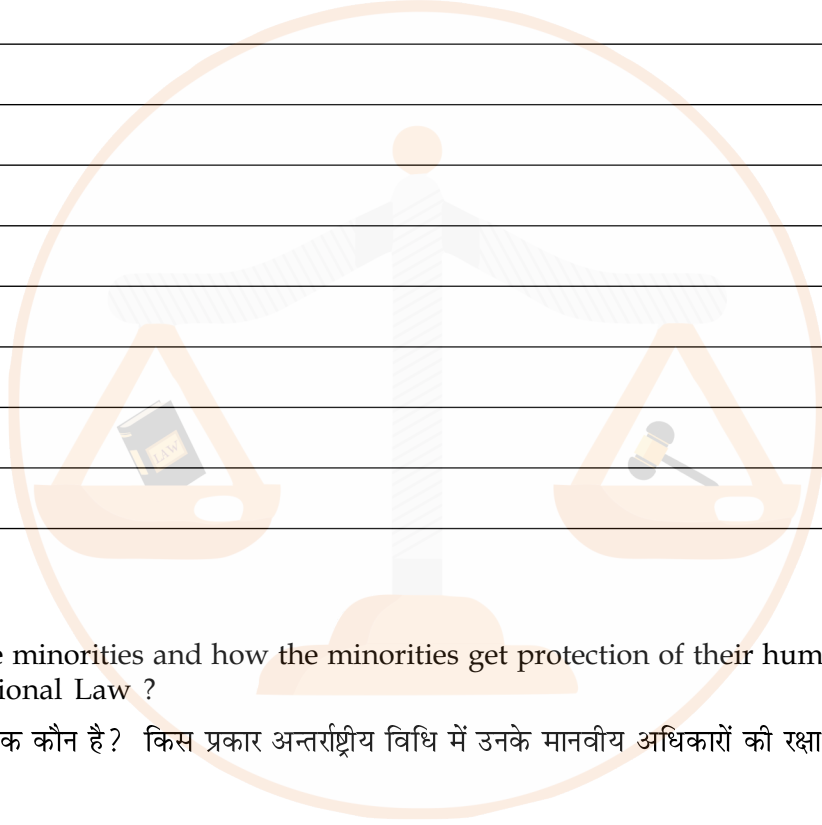 LAW
e minorities and how the minorities get protection of their hum
ional Law ?
क कौन है? किस प्रकार अन्तर्राष्ट्रीय विधि में उनके मानवीय अधिकारों की रक्षा